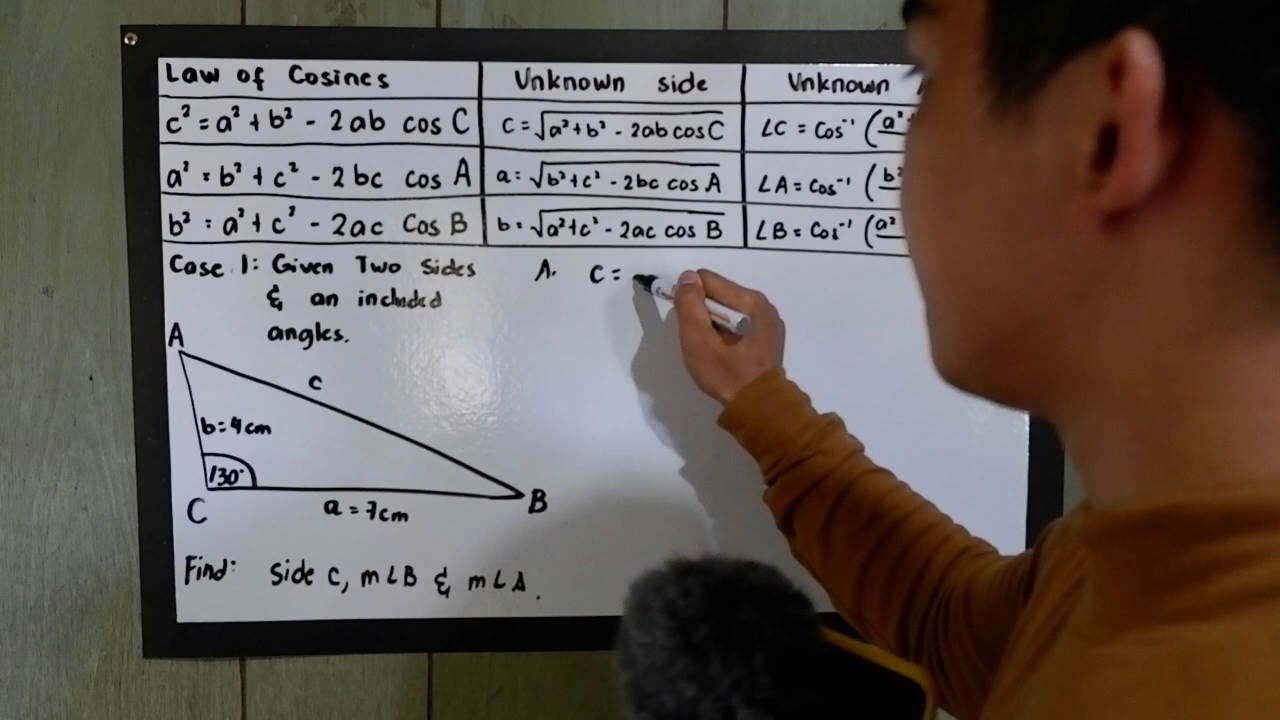 Law of Cosines
Unknown side
Unknown
c² = a² + b² - 2ab cos C
c = √a² + b² - 2ab cos C
∠C = Cos⁻¹ (a²
a² = b² + c² - 2bc cos A
a = √b² + c² - 2bc cos A
∠A = Cos⁻¹ (b²
b² = a² + c² - 2ac Cos B
b = √a² + c² - 2ac cos B
∠B = Cos⁻¹ (a²
Case 1: Given Two Sides
& an included
angles.
A. C =
A
c
b = 4cm
130°
C
a = 7cm
B
Find: side c, m∠B & m∠A.